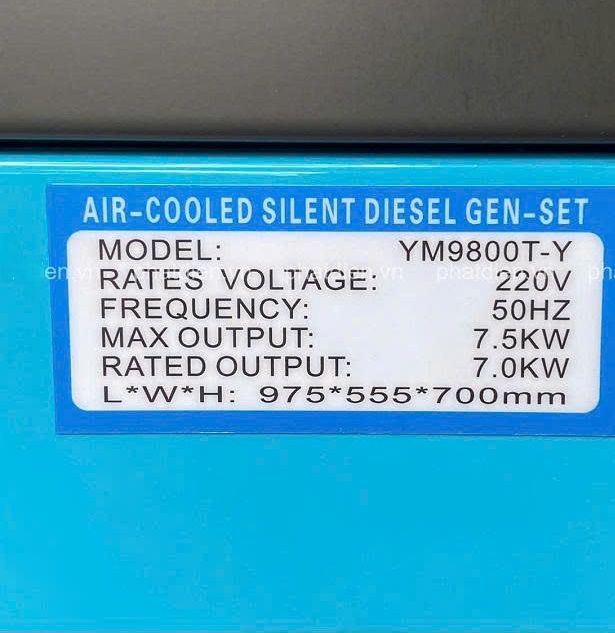 AIR-COOLED SILENT DIESEL GEN-SET
MODEL: YM9800T-Y
RATES VOLTAGE: 220V
FREQUENCY: 50HZ
MAX OUTPUT: 7.5KW
RATED OUTPUT: 7.0KW
L*W*H: 975*555*700mm